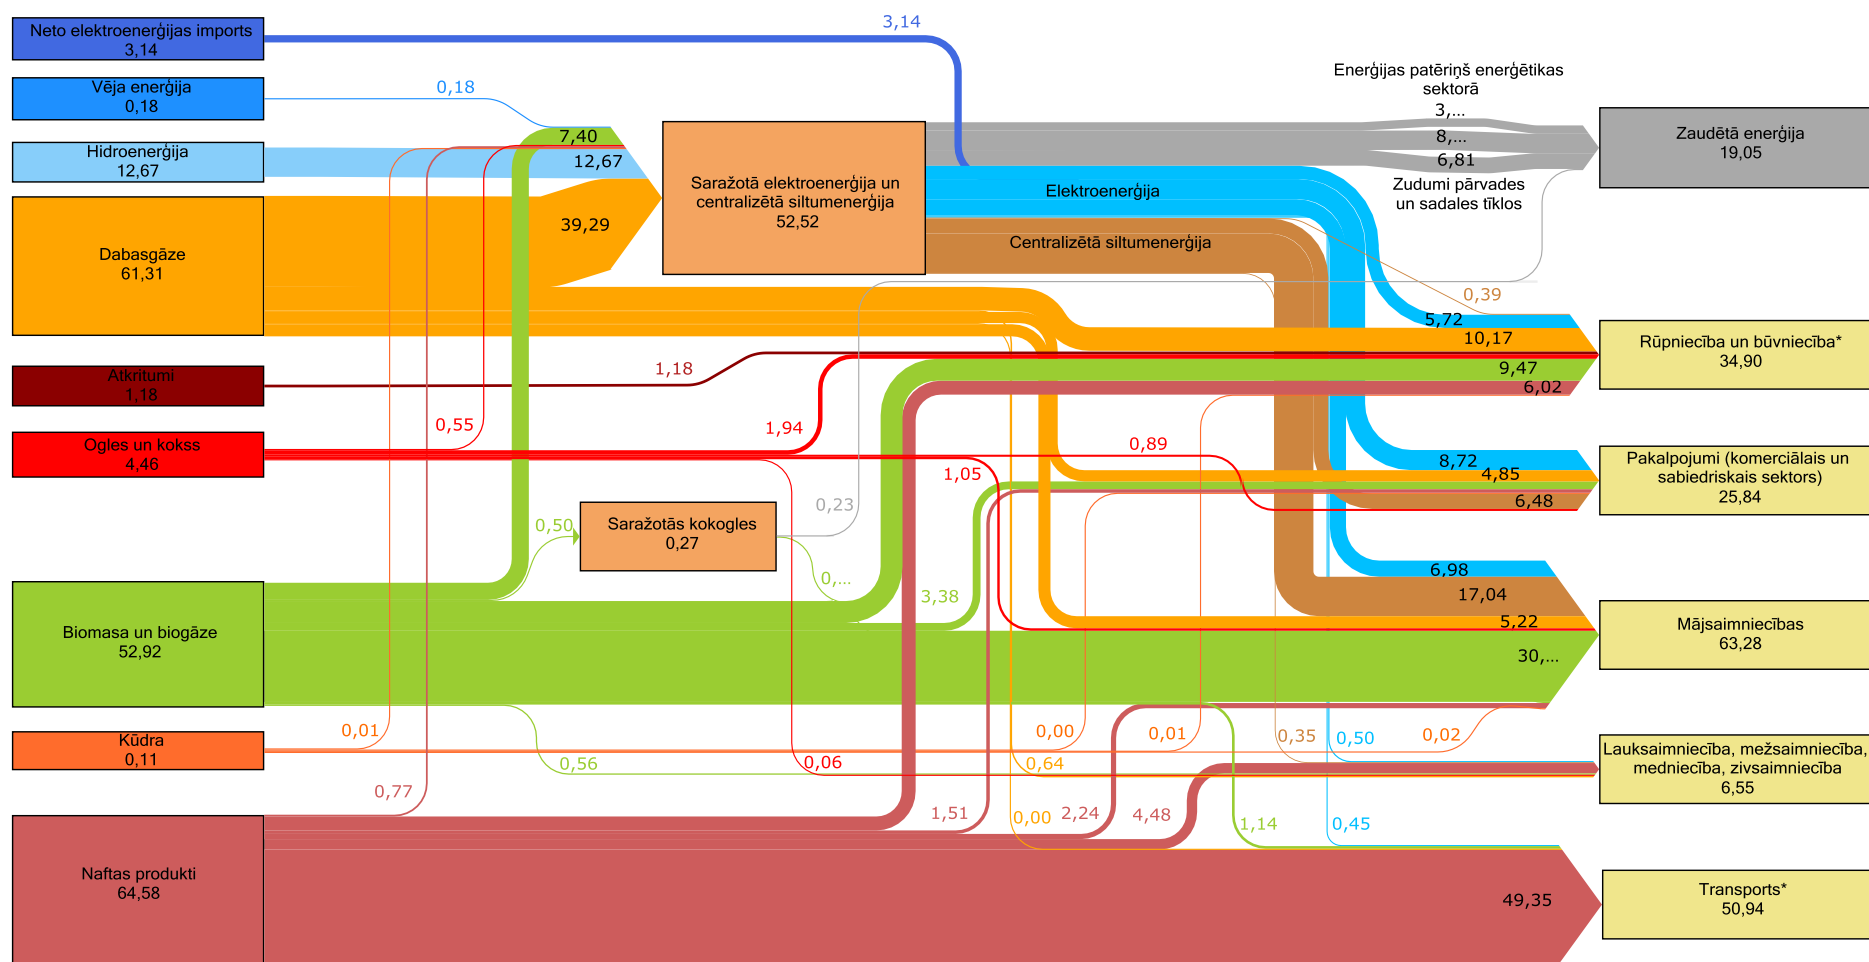 Neto elektroenerģijas imports
3,14
3,14
Vēja enerģija
0,18
0,18
Hidroenerģija
12,67
7,40
12,67
Dabasgāze
61,31
39,29
Saražotā elektroenerģija un
centralizētā siltumenerģija
52,52
Enerģijas patēriņš enerģētikas
sektorā
3,...
8,...
6,81
Zudumi pārvades
un sadales tīklos
Zaudētā enerģija
19,05
Elektroenerģija
Centralizētā siltumenerģija
0,39
5,72
10,17
9,47
6,02
Rūpniecība un būvniecība*
34,90
Atkritumi
1,18
1,18
Ogles un kokss
4,46
0,55
1,94
1,05
0,89
8,72
4,85
6,48
Pakalpojumi (komerciālais un
sabiedriskais sektors)
25,84
0,50
Saražotās kokogles
0,27
0,23
0,...
3,38
6,98
17,04
5,22
30,...
Mājsaimniecības
63,28
Biomasa un biogāze
52,92
Kūdra
0,11
0,01
0,56
0,06
0,64
0,00
0,01
0,35
0,50
0,02
Lauksaimniecība, mežsaimniecība,
medniecība, zivsaimniecība
6,55
0,77
1,51
0,00
2,24
4,48
1,14
0,45
Naftas produkti
64,58
49,35
Transports*
50,94